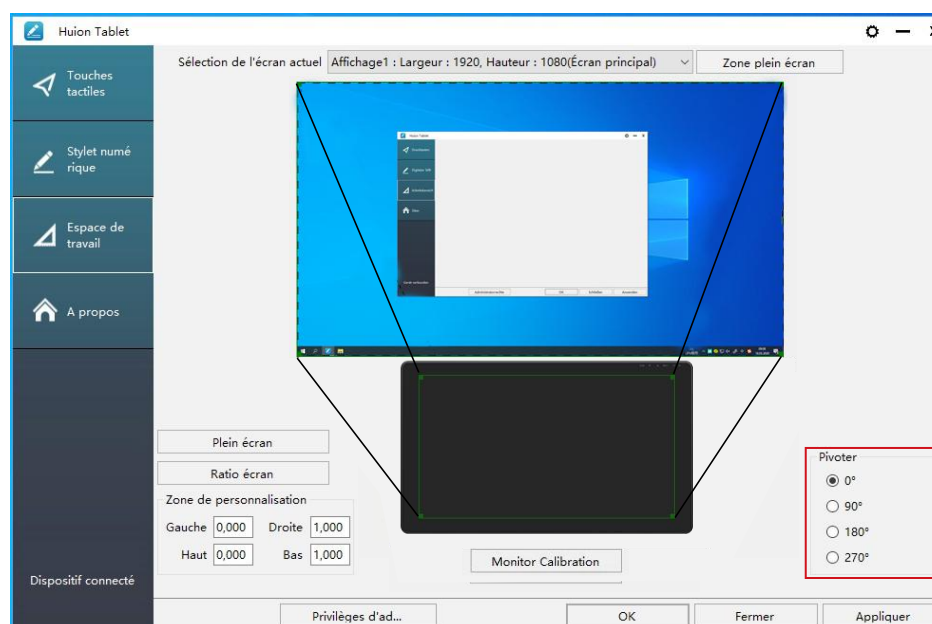 Huion Tablet
Sélection de l'écran actuel Affichage1 : Largeur : 1920, Hauteur : 1080(Écran principal) Zone plein écran
Touches
tactiles
Stylet numé
rique
Espace de
travail
A propos
Dispositif connecté
Huion Tablet
OK
Plein écran
Ratio écran
Zone de personnalisation
Gauche 0,000 Droite 1,000
Haut 0,000 Bas 1,000
Monitor Calibration
Pivoter
0°
90°
180°
270°
Privilèges d'ad... OK Fermer Appliquer